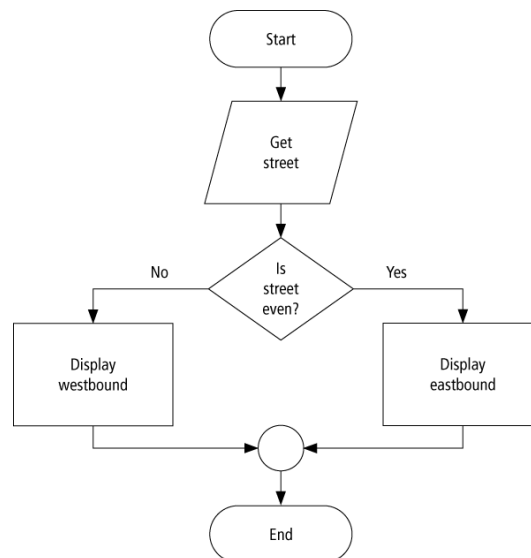 Start
Get
street
Is
street
even?
No
Yes
Display
westbound
Display
eastbound
End